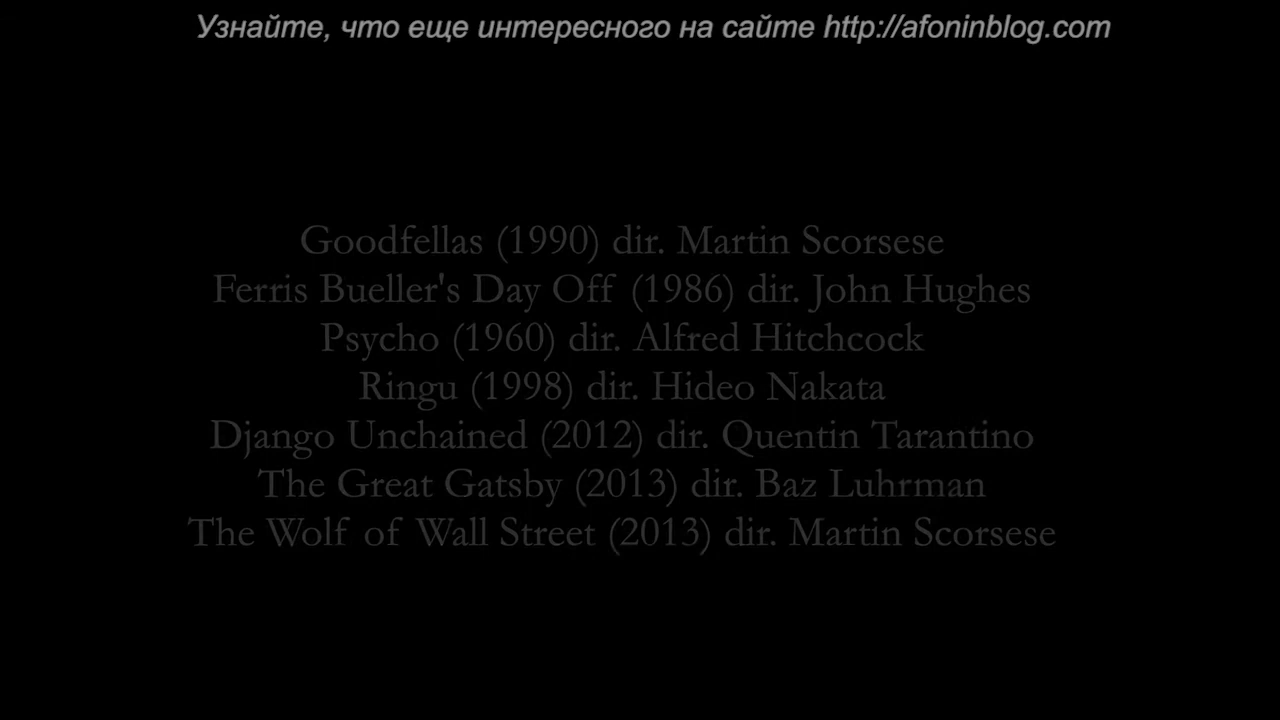 Узнайте, что еще интересного на сайте http://afoninblog.com
Goodfellas (1990) dir. Martin Scorsese
Ferris Bueller's Day Off (1986) dir. John Hughes
Psycho (1960) dir. Alfred Hitchcock
Ringu (1998) dir. Hideo Nakata
Django Unchained (2012) dir. Quentin Tarantino
The Great Gatsby (2013) dir. Baz Luhrman
The Wolf of Wall Street (2013) dir. Martin Scorsese